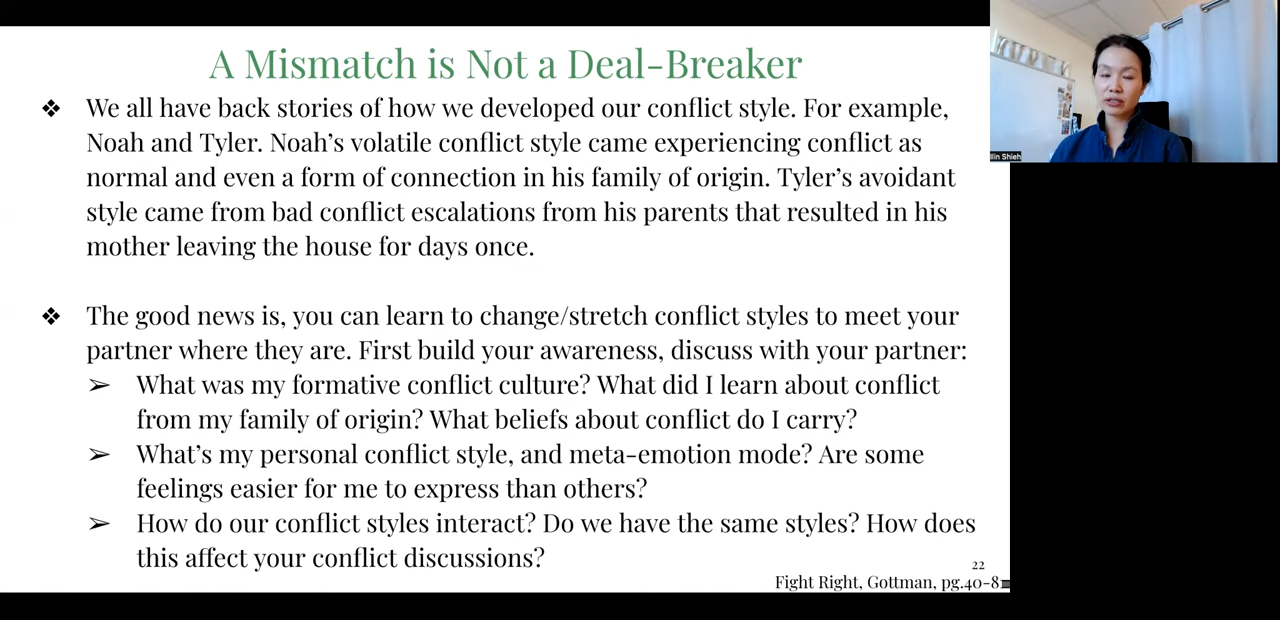 A Mismatch is Not a Deal-Breaker
❖ We all have back stories of how we developed our conflict style. For example,
Noah and Tyler. Noah's volatile conflict style came experiencing conflict as
normal and even a form of connection in his family of origin. Tyler's avoidant
style came from bad conflict escalations from his parents that resulted in his
mother leaving the house for days once.
❖ The good news is, you can learn to change/stretch conflict styles to meet your
partner where they are. First build your awareness, discuss with your partner:
➢ What was my formative conflict culture? What did I learn about conflict
from my family of origin? What beliefs about conflict do I carry?
➢ What's my personal conflict style, and meta-emotion mode? Are some
feelings easier for me to express than others?
➢ How do our conflict styles interact? Do we have the same styles? How does
this affect your conflict discussions?
22
Fight Right, Gottman, pg.40-8
Shieh